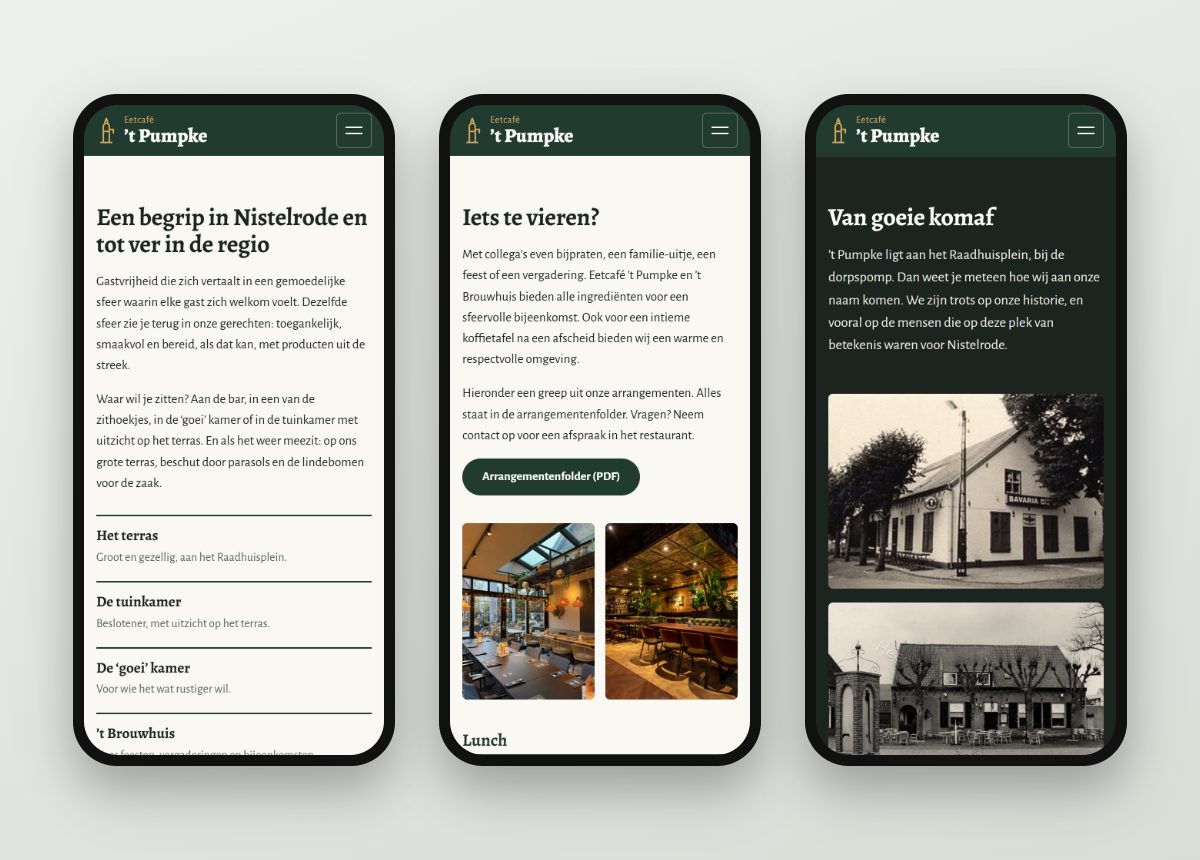 Eetcafé
’t Pumpke
Een begrip in Nistelrode en
tot ver in de regio
Gastvrijheid die zich vertaalt in een gemoedelijke
sfeer waarin elke gast zich welkom voelt. Dezelfde
sfeer zie je terug in onze gerechten: toegankelijk,
smaakvol en bereid, als dat kan, met producten uit de
streek.
Waar wil je zitten? Aan de bar, in een van de
zithoekjes, in de ‘goei’ kamer of in de tuinkamer met
uitzicht op het terras. En als het weer meezit: op ons
grote terras, beschut door parasols en de lindebomen
voor de zaak.
Het terras
Groot en gezellig, aan het Raadhuisplein.
De tuinkamer
Beslotener, met uitzicht op het terras.
De ‘goei’ kamer
Voor wie het wat rustiger wil.
’t Brouwhuis
feesten, vergaderingen en bijeenkomsten
Eetcafé
’t Pumpke
Iets te vieren?
Met collega’s even bijpraten, een familie-uitje, een
feest of een vergadering. Eetcafé ’t Pumpke en ’t
Brouwhuis bieden alle ingrediënten voor een
sfeervolle bijeenkomst. Ook voor een intieme
koffietafel na een afscheid bieden wij een warme en
respectvolle omgeving.
Hieronder een greep uit onze arrangementen. Alles
staat in de arrangementenfolder. Vragen? Neem
contact op voor een afspraak in het restaurant.
Arrangementenfolder (PDF)
Lunch
Eetcafé
’t Pumpke
Van goeie komaf
’t Pumpke ligt aan het Raadhuisplein, bij de
dorpspomp. Dan weet je meteen hoe wij aan onze
naam komen. We zijn trots op onze historie, en
vooral op de mensen die op deze plek van
betekenis waren voor Nistelrode.
BAVARIA